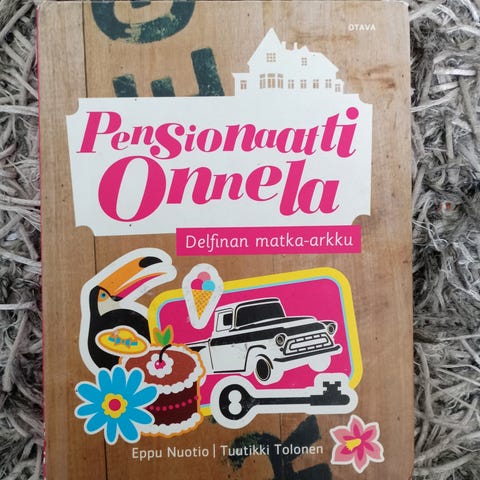 OTAVA
Pensionaatti
Onnela
Delfinan matka-arkku
Eppu Nuotio | Tuutikki Tolonen